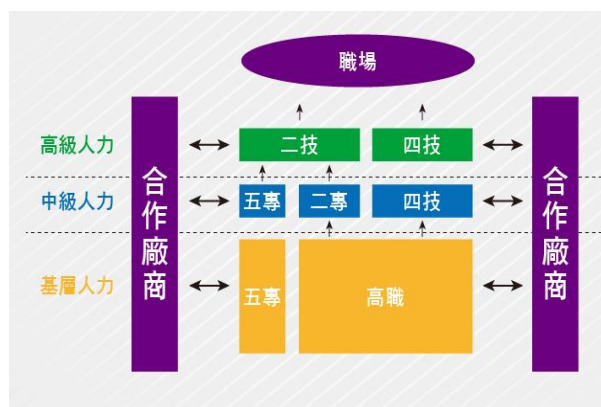 職場
高級人力
二技
四技
中級人力
五專
二專
四技
基層人力
五專
高職
合作廠商
合作廠商